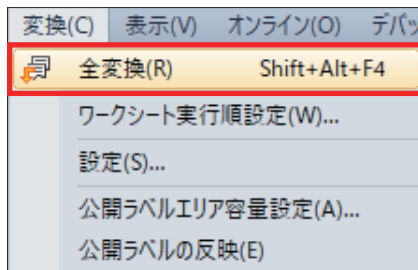 変換(C) 表示(V) オンライン(O) デバッ
全変換(R) Shift+Alt+F4
ワークシート実行順設定(W)...
設定(S)...
公開ラベルエリア容量設定(A)...
公開ラベルの反映(E)